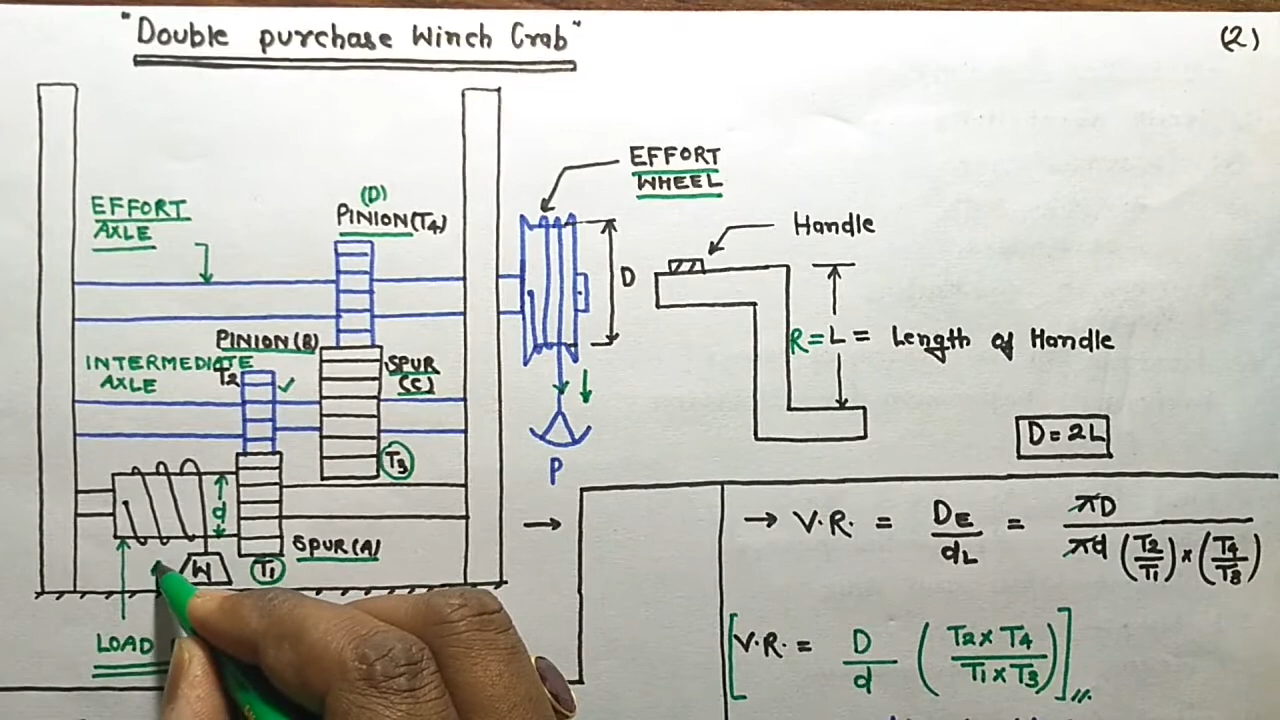 "Double purchase Winch Crab"
(2)
EFFORT
WHEEL
(D)
PINION(T4)
EFFORT
AXLE
Handle
D
R=L= Length of Handle
PINION(B)
INTERMEDIATE
AXLE
T2
SPUR
(C)
D=2L
T3
P
d
SPUR(A)
W
T1
LOAD
→ V.R. = DE/dL = πD/πd (T2/T1)×(T4/T3)
[V.R. = D/d (T2×T4/T1×T3)]